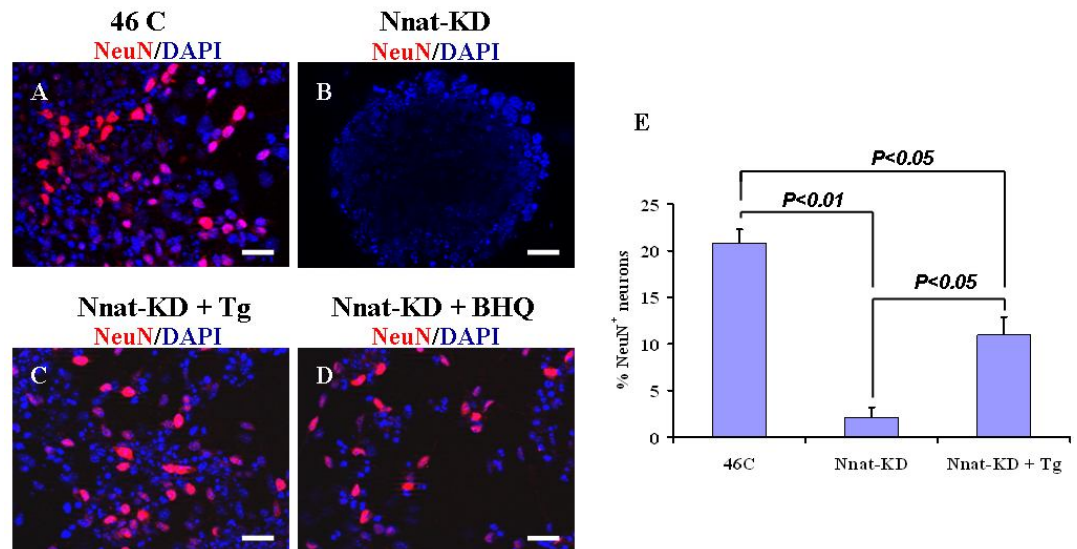 46 C
NeuN/DAPI
A
Nnat-KD
NeuN/DAPI
B
Nnat-KD + Tg
NeuN/DAPI
C
Nnat-KD + BHQ
NeuN/DAPI
D
E
P<0.05
P<0.01
P<0.05
% NeuN⁺ neurons
25
20
15
10
5
0
46C
Nnat-KD
Nnat-KD + Tg